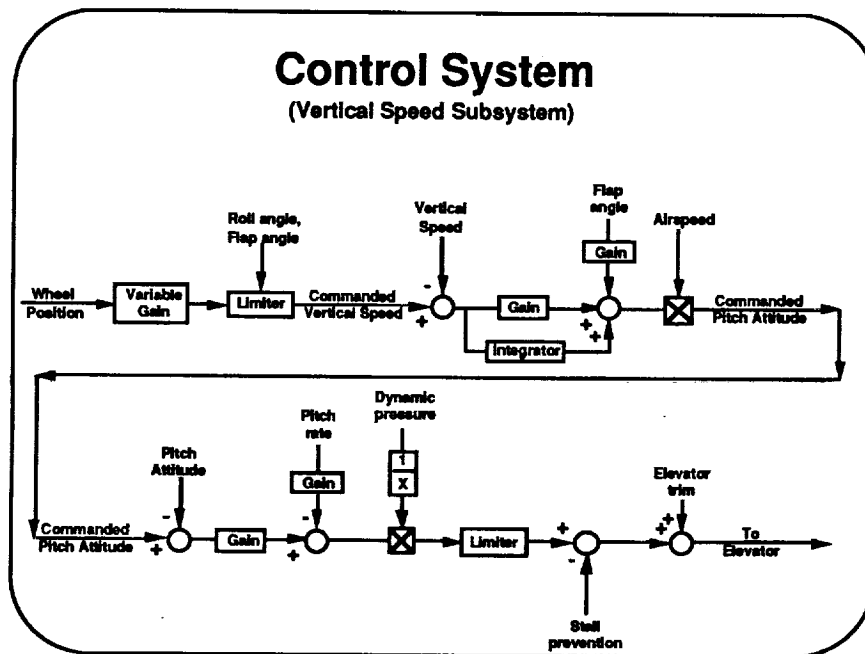 Control System
(Vertical Speed Subsystem)
Roll angle,
Flap angle
Vertical
Speed
Flap
angle
Airspeed
Gain
Wheel
Position
Variable
Gain
Limiter
Commanded
Vertical Speed
-
+
Gain
Integrator
+
+
Commanded
Pitch Attitude
Pitch
Attitude
Pitch
rate
Dynamic
pressure
Gain
1
X
Elevator
trim
Commanded
Pitch Attitude
-
+
Gain
-
+
Limiter
+
-
+
+
To
Elevator
Stall
prevention